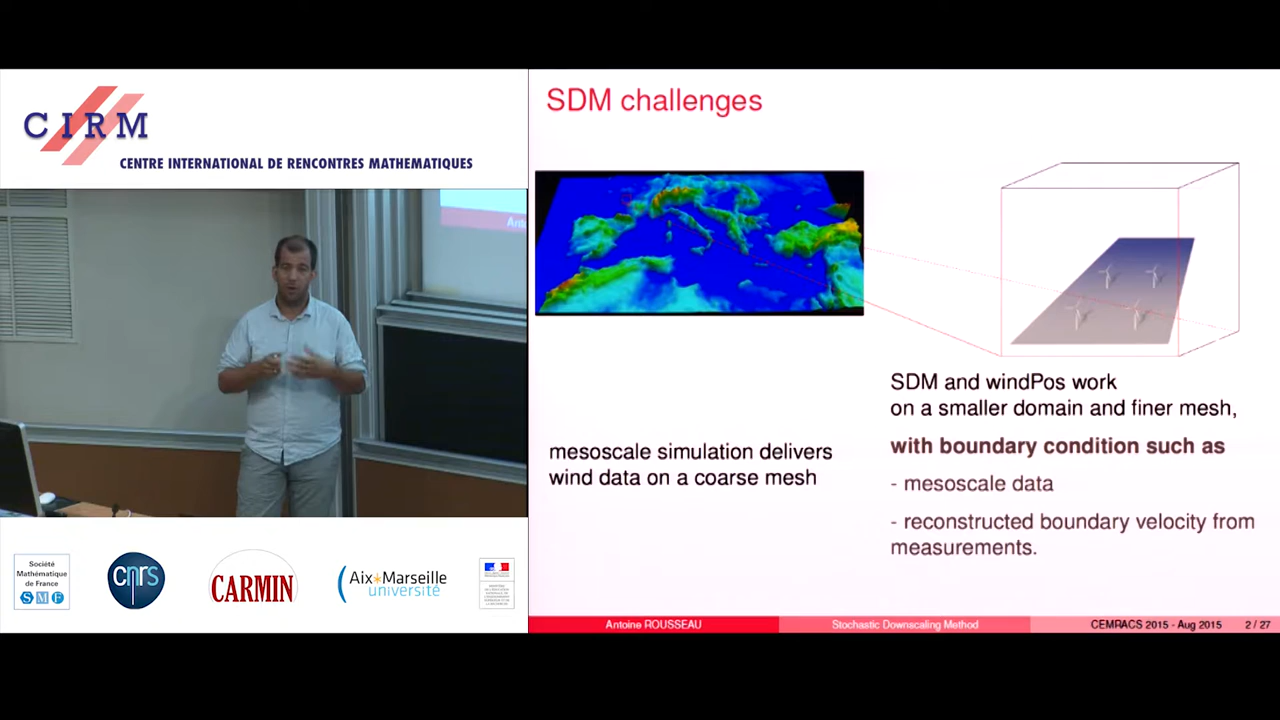 CIRM
CENTRE INTERNATIONAL DE RENCONTRES MATHEMATIQUES
SDM challenges
mesoscale simulation delivers
wind data on a coarse mesh
SDM and windPos work
on a smaller domain and finer mesh,
with boundary condition such as
- mesoscale data
- reconstructed boundary velocity from
measurements.
Société
Mathématique
de France
S M F
cnrs
CARMIN
Aix*Marseille
université
Antoine ROUSSEAU
Stochastic Downscaling Method
CEMRACS 2015 - Aug 2015
2 / 27